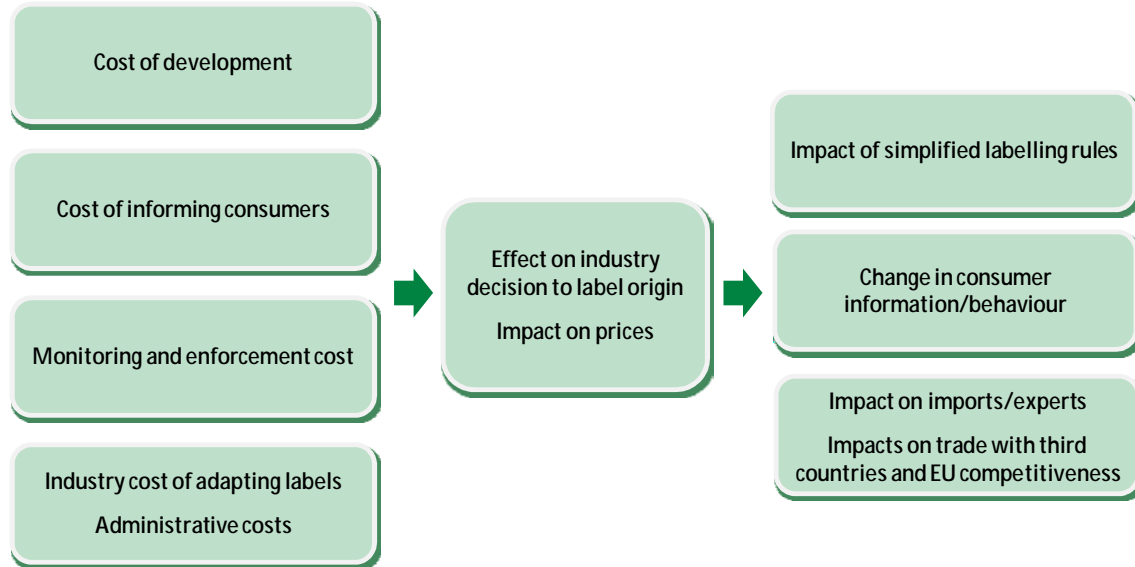 Cost of development
Cost of informing consumers
Monitoring and enforcement cost
Industry cost of adapting labels
Administrative costs
Effect on industry
decision to label origin
Impact on prices
Impact of simplified labelling rules
Change in consumer
information/behaviour
Impact on imports/experts
Impacts on trade with third
countries and EU competitiveness